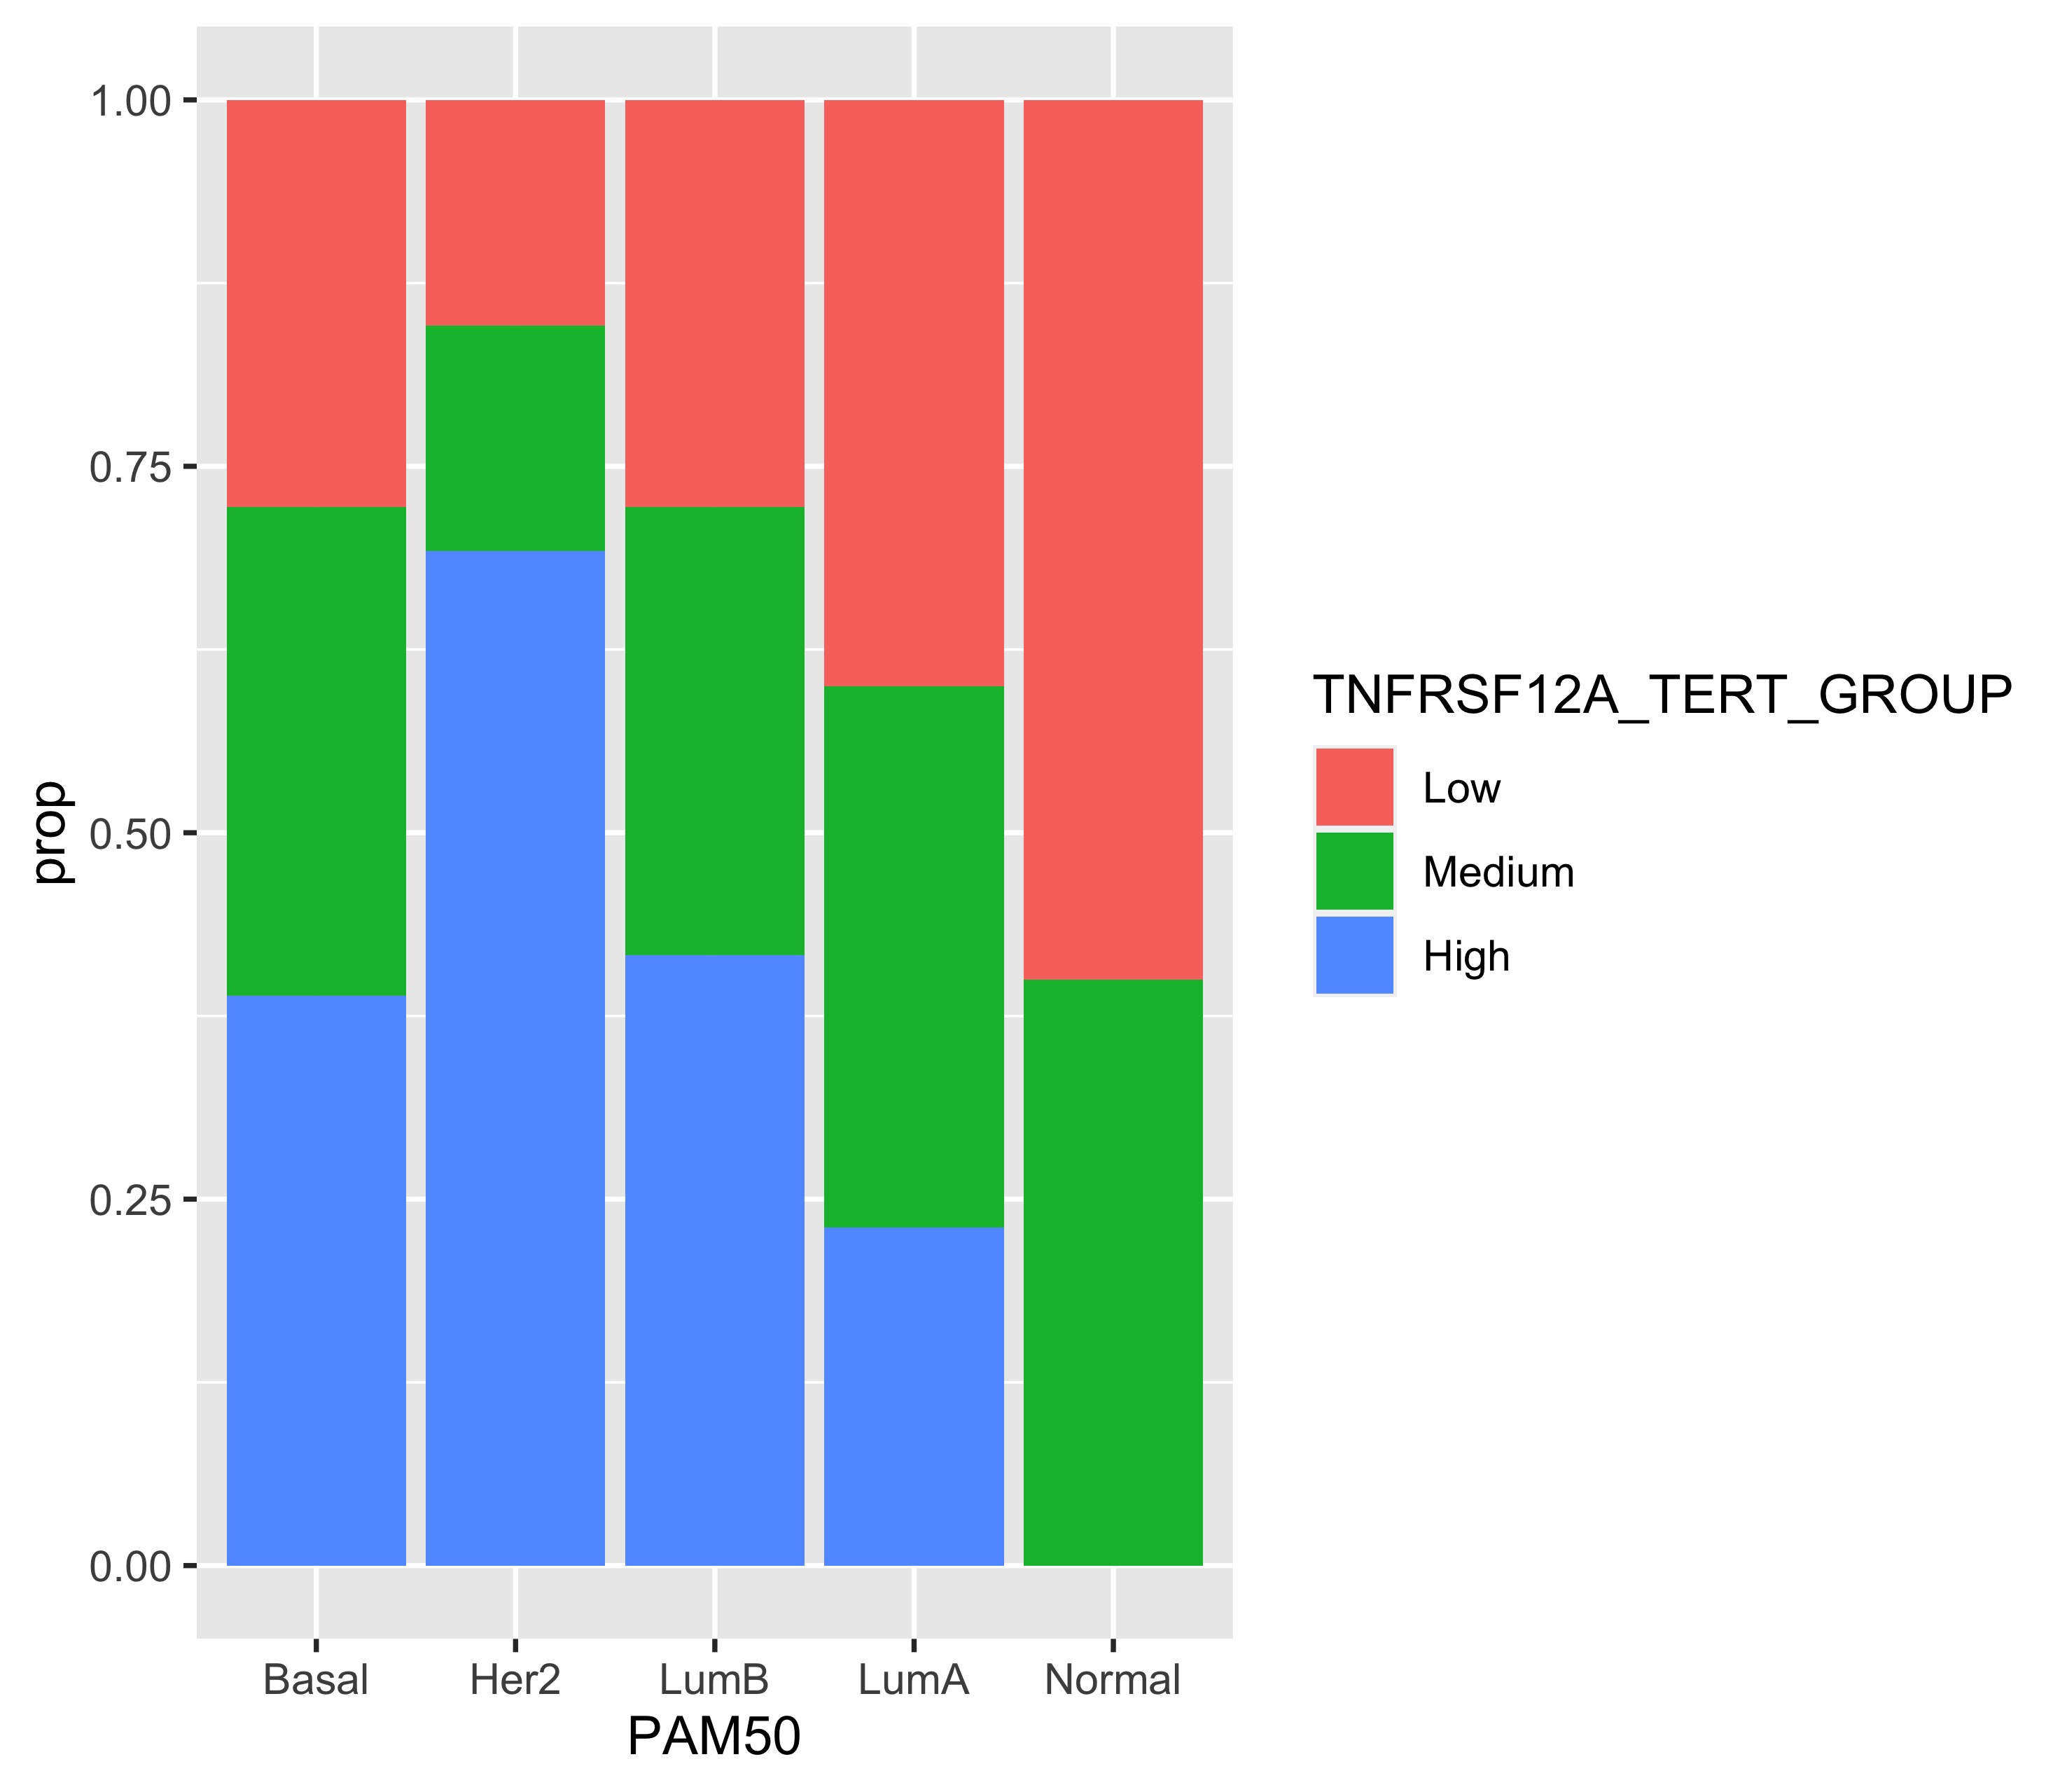 1.00
0.75
0.50
0.25
0.00
prop
Basal Her2 LumB LumA Normal
PAM50
TNFRSF12A_TERT_GROUP
Low
Medium
High